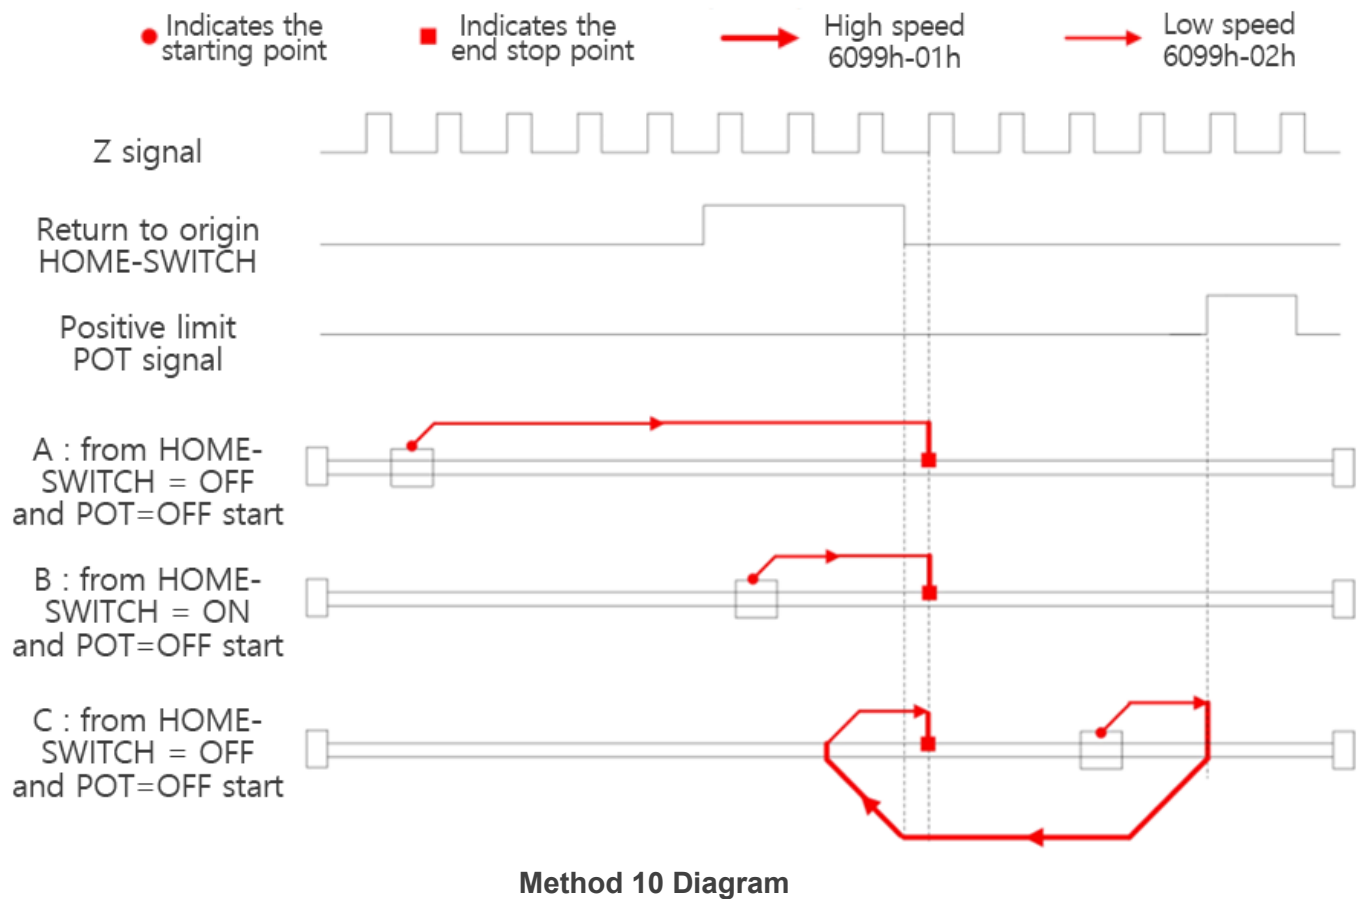 Indicates the
starting point
Indicates the
end stop point
High speed
6099h-01h
Low speed
6099h-02h
Z signal
Return to origin
HOME-SWITCH
Positive limit
POT signal
A : from HOME-
SWITCH = OFF
and POT=OFF start
B : from HOME-
SWITCH = ON
and POT=OFF start
C : from HOME-
SWITCH = OFF
and POT=OFF start
Method 10 Diagram